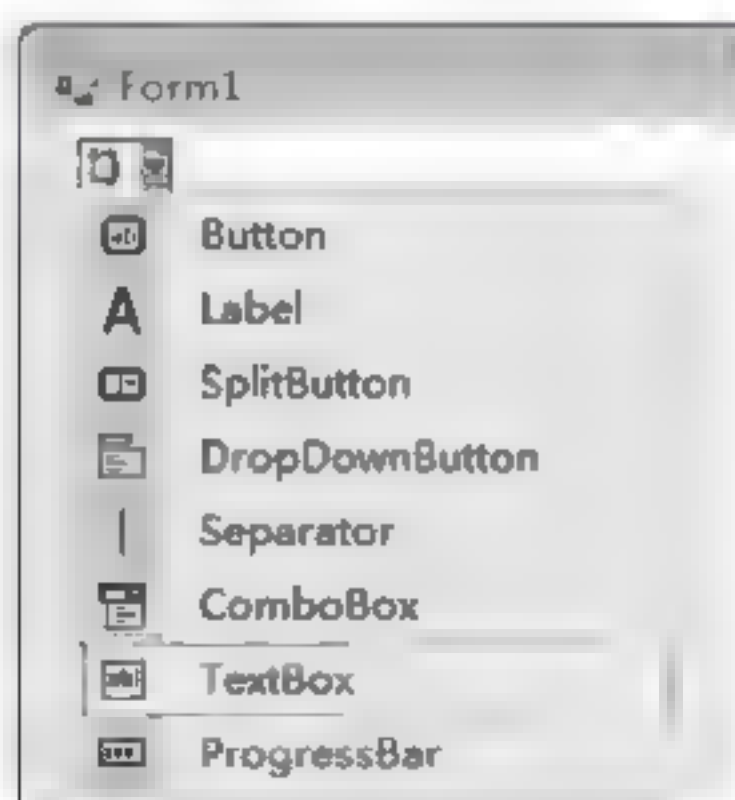 Form1
Button
Label
SplitButton
DropDownButton
Separator
ComboBox
TextBox
ProgressBar